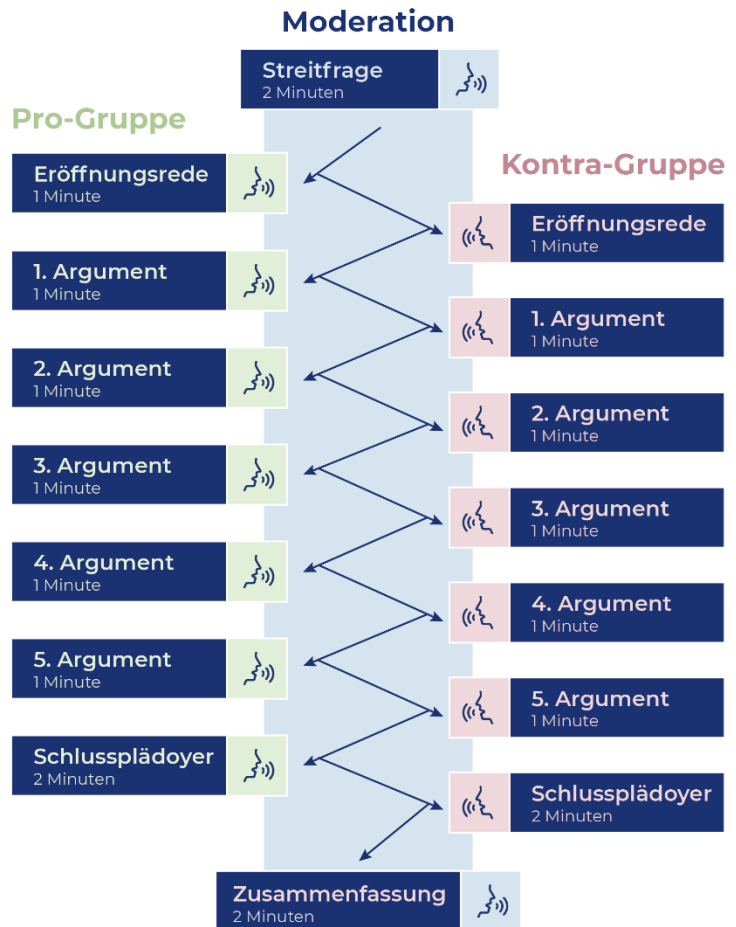 Moderation
Streitfrage
2 Minuten
Pro-Gruppe
Kontra-Gruppe
Eröffnungsrede
1 Minute
Eröffnungsrede
1 Minute
1. Argument
1 Minute
1. Argument
1 Minute
2. Argument
1 Minute
2. Argument
1 Minute
3. Argument
1 Minute
3. Argument
1 Minute
4. Argument
1 Minute
4. Argument
1 Minute
5. Argument
1 Minute
5. Argument
1 Minute
Schlussplädoyer
2 Minuten
Schlussplädoyer
2 Minuten
Zusammenfassung
2 Minuten